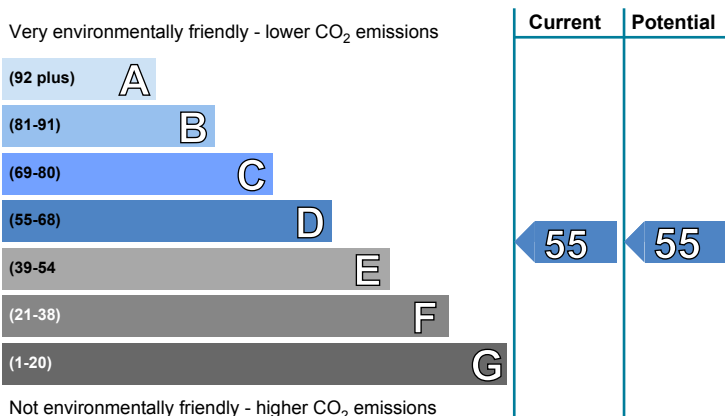 Current Potential
Very environmentally friendly - lower CO2 emissions
(92 plus) A
(81-91) B
(69-80) C
(55-68) D
55 55
(39-54 E
(21-38) F
(1-20) G
Not environmentally friendly - higher CO2 emissions